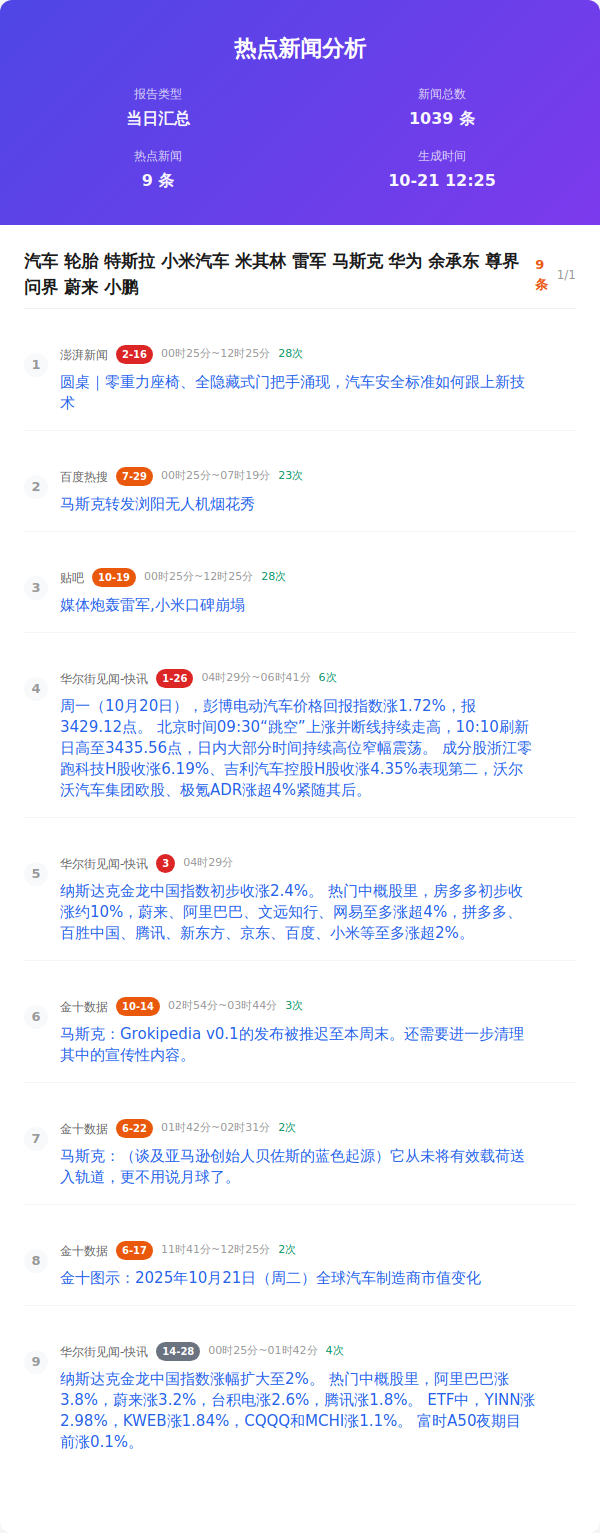 热点新闻分析
报告类型
新闻总数
当日汇总
1039 条
热点新闻
生成时间
9 条
10-21 12:25
汽车 轮胎 特斯拉 小米汽车 米其林 雷军 马斯克 华为 余承东 尊界
问界 蔚来 小鹏
9
条
1/1
1
澎湃新闻 2-16 00时25分~12时25分 28次
圆桌｜零重力座椅、全隐藏式门把手涌现，汽车安全标准如何跟上新技
术
2
百度热搜 7-29 00时25分~07时19分 23次
马斯克转发浏阳无人机烟花秀
3
贴吧 10-19 00时25分~12时25分 28次
媒体炮轰雷军,小米口碑崩塌
4
华尔街见闻-快讯 1-26 04时29分~06时41分 6次
周一（10月20日），彭博电动汽车价格回报指数涨1.72%，报
3429.12点。 北京时间09:30“跳空”上涨并断线持续走高，10:10刷新
日高至3435.56点，日内大部分时间持续高位窄幅震荡。 成分股浙江零
跑科技H股收涨6.19%、吉利汽车控股H股收涨4.35%表现第二，沃尔
沃汽车集团欧股、极氪ADR涨超4%紧随其后。
5
华尔街见闻-快讯 3 04时29分
纳斯达克金龙中国指数初步收涨2.4%。 热门中概股里，房多多初步收
涨约10%，蔚来、阿里巴巴、文远知行、网易至多涨超4%，拼多多、
百胜中国、腾讯、新东方、京东、百度、小米等至多涨超2%。
6
金十数据 10-14 02时54分~03时44分 3次
马斯克：Grokipedia v0.1的发布被推迟至本周末。还需要进一步清理
其中的宣传性内容。
7
金十数据 6-22 01时42分~02时31分 2次
马斯克：（谈及亚马逊创始人贝佐斯的蓝色起源）它从未将有效载荷送
入轨道，更不用说月球了。
8
金十数据 6-17 11时41分~12时25分 2次
金十图示：2025年10月21日（周二）全球汽车制造商市值变化
9
华尔街见闻-快讯 14-28 00时25分~01时42分 4次
纳斯达克金龙中国指数涨幅扩大至2%。 热门中概股里，阿里巴巴涨
3.8%，蔚来涨3.2%，台积电涨2.6%，腾讯涨1.8%。 ETF中，YINN涨
2.98%，KWEB涨1.84%，CQQQ和MCHI涨1.1%。 富时A50夜期目
前涨0.1%。